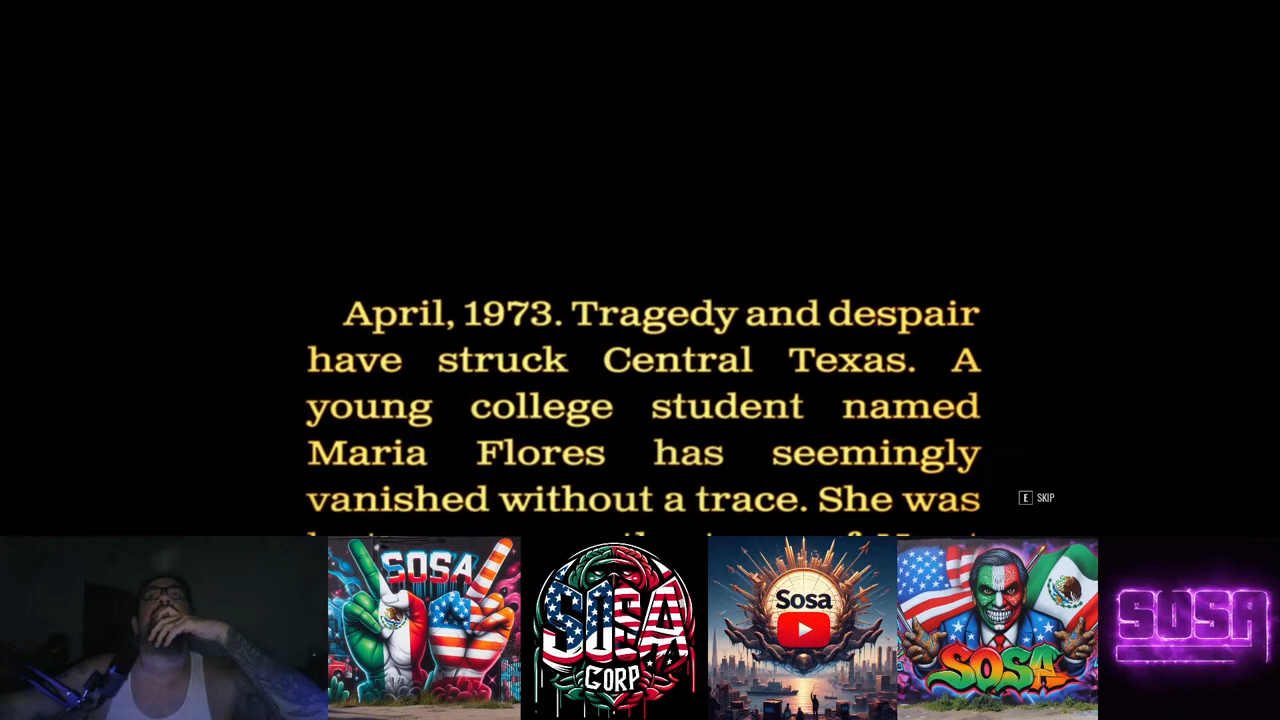 April, 1973. Tragedy and despair
have struck Central Texas. A
young college student named
Maria Flores has seemingly
vanished without a trace. She was
E SKIP
SOSA
SOSA
CORP
Sosa
SOSA
SOSA